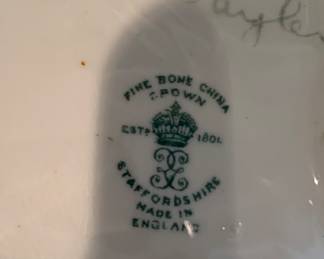 FINE BONE CHINA
CROWN
ESTD 1801
STAFFORDSHIRE
MADE IN
ENGLAND